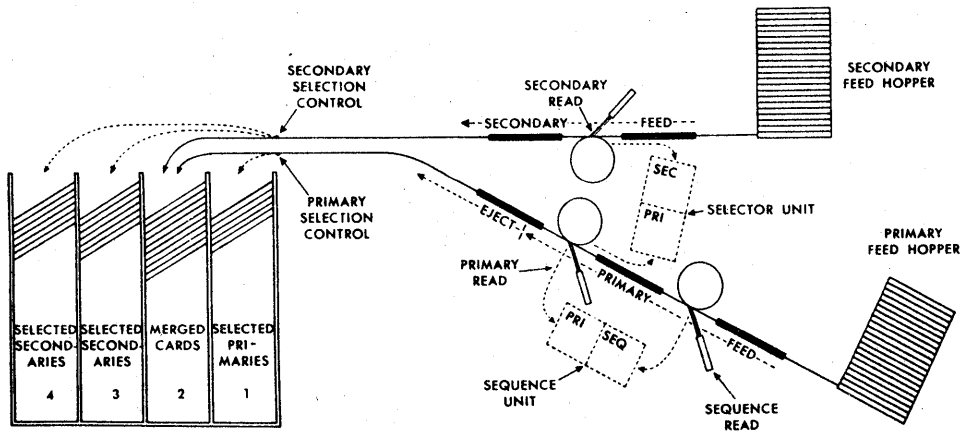 SECONDARY
SELECTION
CONTROL
SECONDARY
READ
SECONDARY
FEED HOPPER
SECONDARY
FEED
SEC
PRI
SELECTOR UNIT
PRIMARY
SELECTION
CONTROL
EJECT
PRIMARY
FEED HOPPER
PRIMARY
READ
PRIMARY
FEED
PRI
SEQ
SEQUENCE
UNIT
SEQUENCE
READ
SELECTED
SECOND-
ARIES
4
SELECTED
SECOND-
ARIES
3
MERGED
CARDS
2
SELECTED
PRI-
MARIES
1